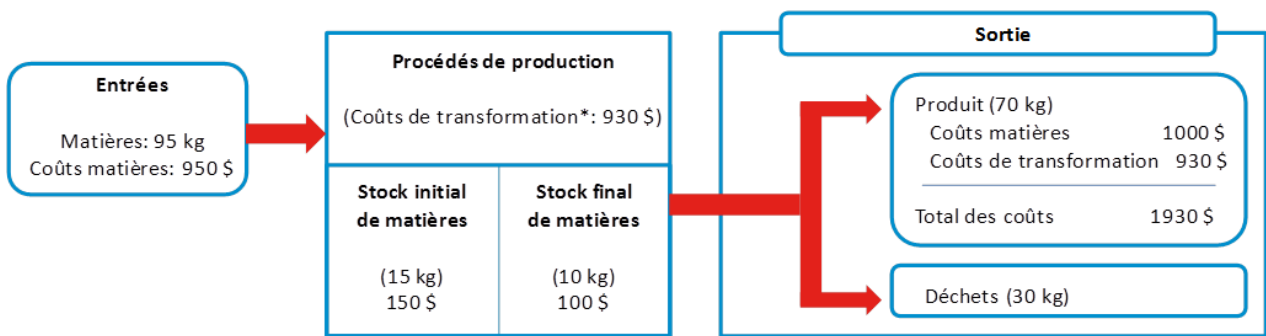 Entrées
Matières: 95 kg
Coûts matières: 950 $
Procédés de production
(Coûts de transformation*: 930 $)
Stock initial
de matières
(15 kg)
150 $
Stock final
de matières
(10 kg)
100 $
Sortie
Produit (70 kg)
Coûts matières 1000 $
Coûts de transformation 930 $
Total des coûts 1930 $
Déchets (30 kg)